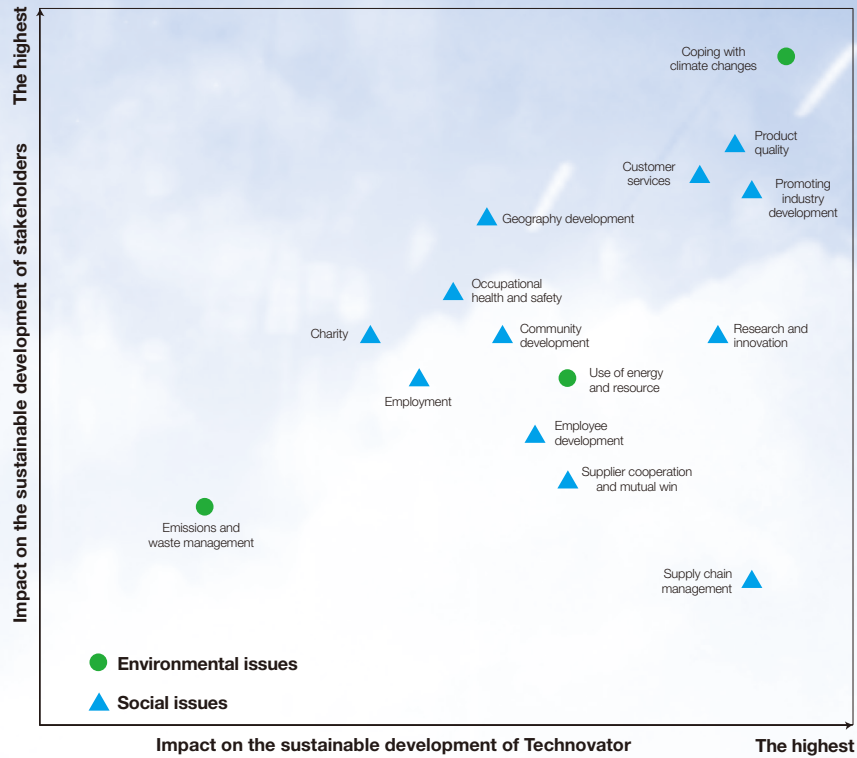 The highest
Impact on the sustainable development of stakeholders
Coping with
climate changes
Product
quality
Customer
services
Promoting
industry
development
Geography development
Occupational
health and safety
Charity
Community
development
Research and
innovation
Use of energy
and resource
Employment
Employee
development
Supplier cooperation
and mutual win
Emissions and
waste management
Supply chain
management
Environmental issues
Social issues
Impact on the sustainable development of Technovator
The highest